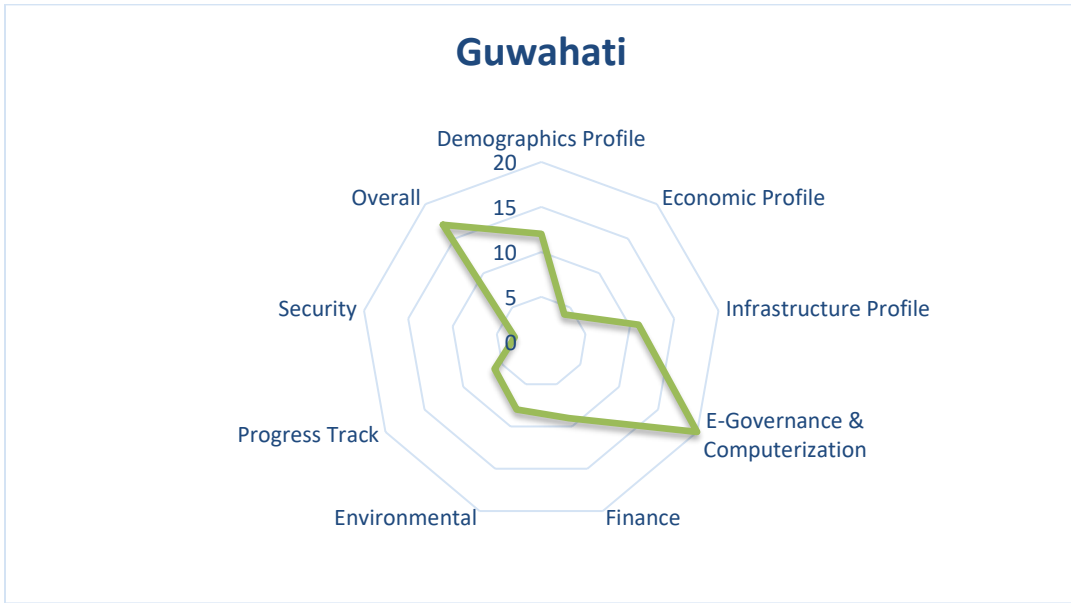 Guwahati
Demographics Profile
20
Overall
Economic Profile
15
10
Security
Infrastructure Profile
5
0
E-Governance &
Computerization
Progress Track
Environmental
Finance